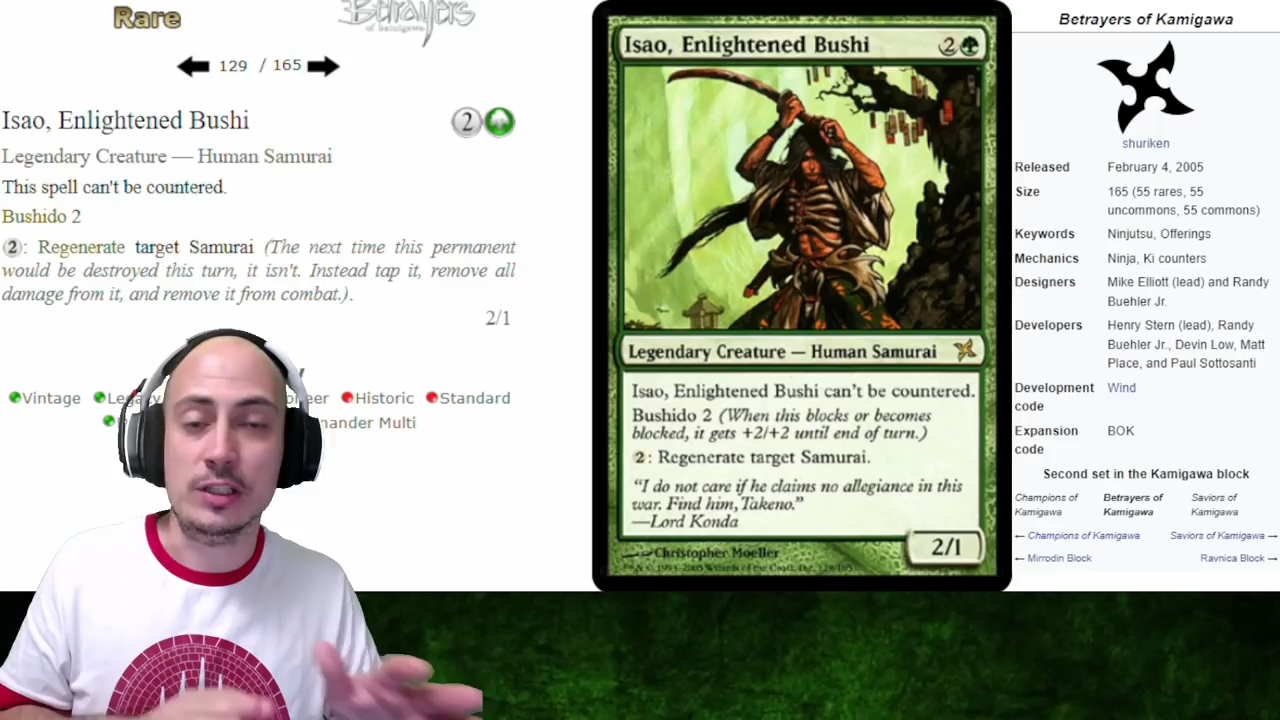 Rare
Betrayers
of Kamigawa
129 / 165
Isao, Enlightened Bushi
2
Legendary Creature — Human Samurai
This spell can't be countered.
Bushido 2
2: Regenerate target Samurai (The next time this permanent
would be destroyed this turn, it isn't. Instead tap it, remove all
damage from it, and remove it from combat.).
2/1
Vintage
Historic
Standard
Multi
Isao, Enlightened Bushi
2
Legendary Creature — Human Samurai
Isao, Enlightened Bushi can't be countered.
Bushido 2 (When this blocks or becomes
blocked, it gets +2/+2 until end of turn.)
2: Regenerate target Samurai.
"I do not care if he claims no allegiance in this
war. Find him, Takeno."
—Lord Konda
Christopher Moeller
2/1
Betrayers of Kamigawa
shuriken
Released February 4, 2005
Size 165 (55 rares, 55
uncommons, 55 commons)
Keywords Ninjutsu, Offerings
Mechanics Ninja, Ki counters
Designers Mike Elliott (lead) and Randy
Buehler Jr.
Developers Henry Stern (lead), Randy
Buehler Jr., Devin Low, Matt
Place, and Paul Sottosanti
Development Wind
code
Expansion BOK
code
Second set in the Kamigawa block
Champions of Betrayers of Saviors of
Kamigawa Kamigawa Kamigawa
← Champions of Kamigawa Saviors of Kamigawa →
← Mirrodin Block Ravnica Block →